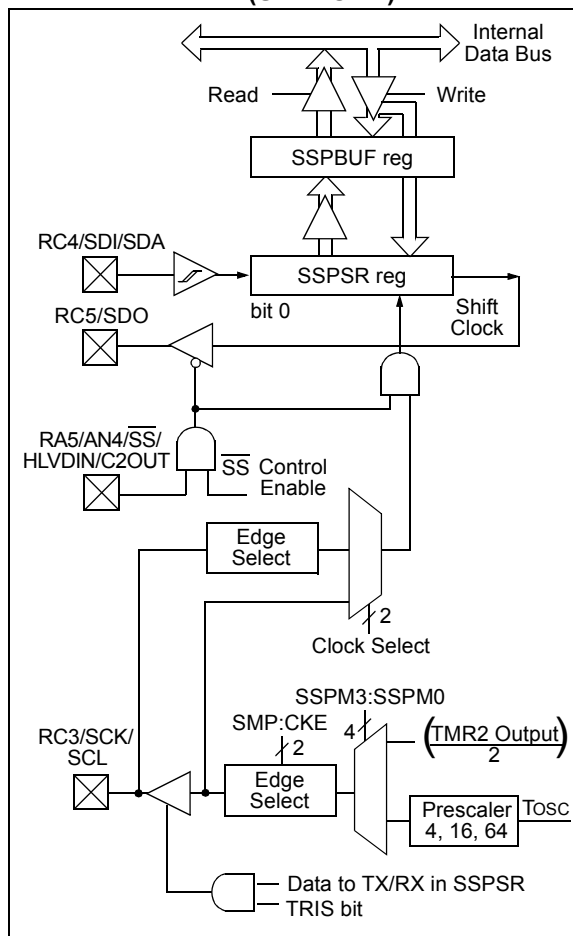 Internal
Data Bus
Read
Write
SSPBUF reg
RC4/SDI/SDA
SSPSR reg
bit 0
Shift
Clock
RC5/SDO
RA5/AN4/SS/
HLVDIN/C2OUT
SS Control
Enable
Edge
Select
2
Clock Select
SSPM3:SSPM0
SMP:CKE
4
(TMR2 Output)
2
2
RC3/SCK/
SCL
Edge
Select
Prescaler
4, 16, 64
TOSC
Data to TX/RX in SSPSR
TRIS bit